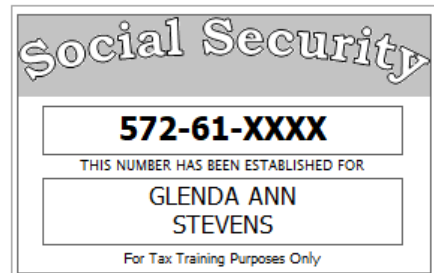 Social Security
572-61-XXXX
THIS NUMBER HAS BEEN ESTABLISHED FOR
GLENDA ANN
STEVENS
For Tax Training Purposes Only